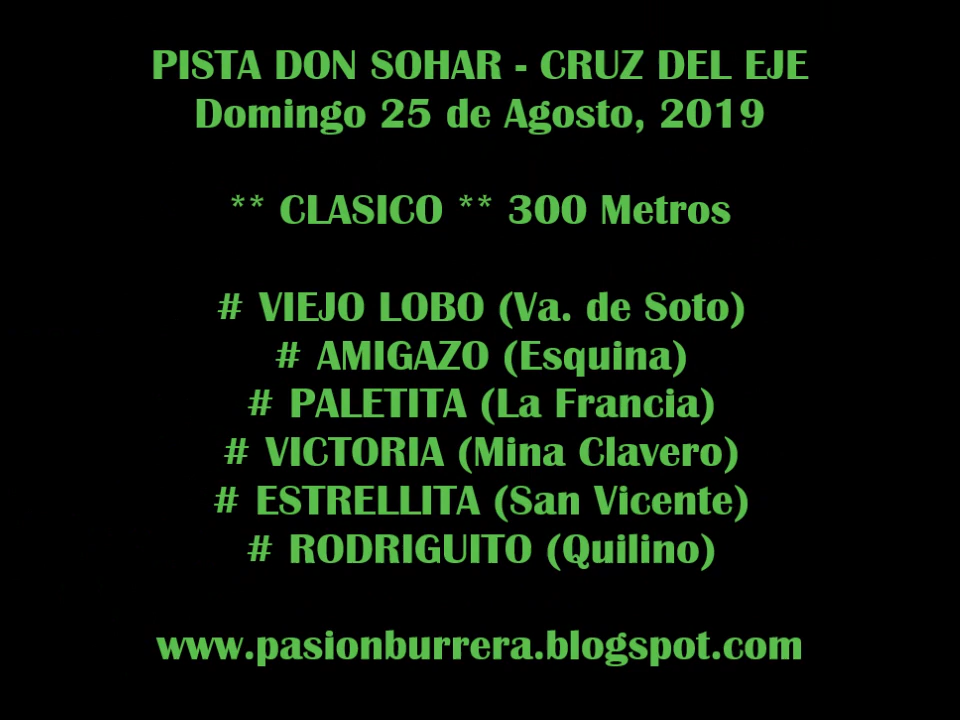 PISTA DON SOHAR - CRUZ DEL EJE
Domingo 25 de Agosto, 2019
** CLASICO ** 300 Metros
# VIEJO LOBO (Va. de Soto)
# AMIGAZO (Esquina)
# PALETITA (La Francia)
# VICTORIA (Mina Clavero)
# ESTRELLITA (San Vicente)
# RODRIGUITO (Quilino)
www.pasionburrera.blogspot.com